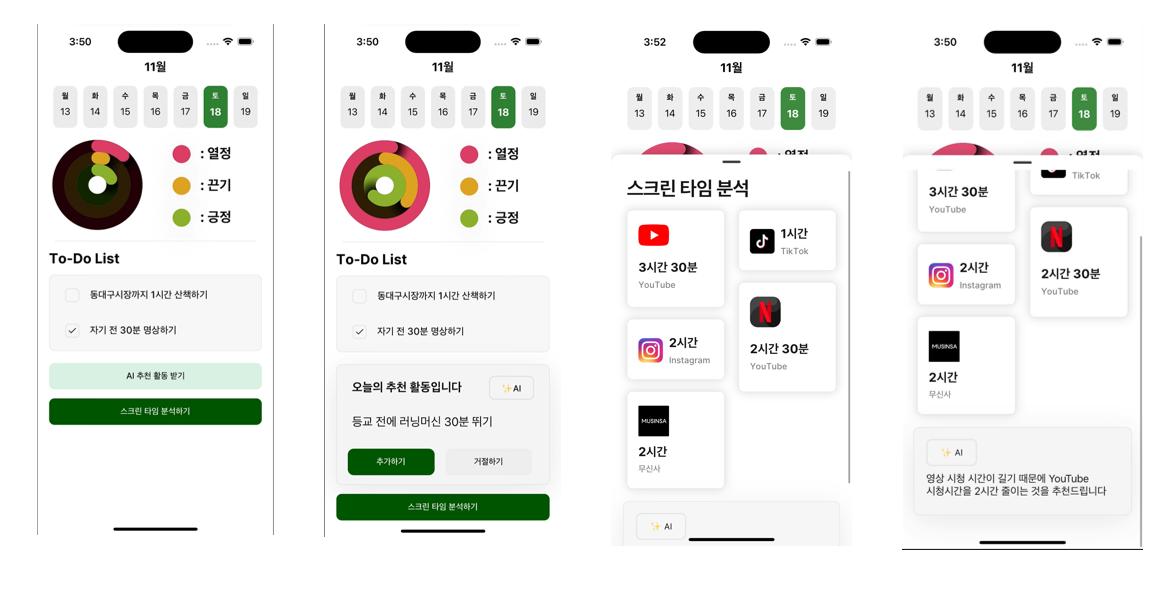 3:50
11월
월 화 수 목 금 토 일
13 14 15 16 17 18 19
: 열정
: 끈기
: 긍정
To-Do List
동대구시장까지 1시간 산책하기
자기 전 30분 명상하기
AI 추천 활동 받기
스크린 타임 분석하기
3:50
11월
월 화 수 목 금 토 일
13 14 15 16 17 18 19
: 열정
: 끈기
: 긍정
To-Do List
동대구시장까지 1시간 산책하기
자기 전 30분 명상하기
오늘의 추천 활동입니다
✨AI
등교 전에 러닝머신 30분 뛰기
추가하기
거절하기
스크린 타임 분석하기
3:52
11월
월 화 수 목 금 토 일
13 14 15 16 17 18 19
: 열정
스크린 타임 분석
3시간 30분
YouTube
1시간
TikTok
2시간
Instagram
2시간 30분
YouTube
MUSINSA
2시간
무신사
✨ AI
3:50
11월
월 화 수 목 금 토 일
13 14 15 16 17 18 19
: 열정
3시간 30분
YouTube
TikTok
2시간
Instagram
2시간 30분
YouTube
MUSINSA
2시간
무신사
✨ AI
영상 시청 시간이 길기 때문에 YouTube
시청시간을 2시간 줄이는 것을 추천드립니다